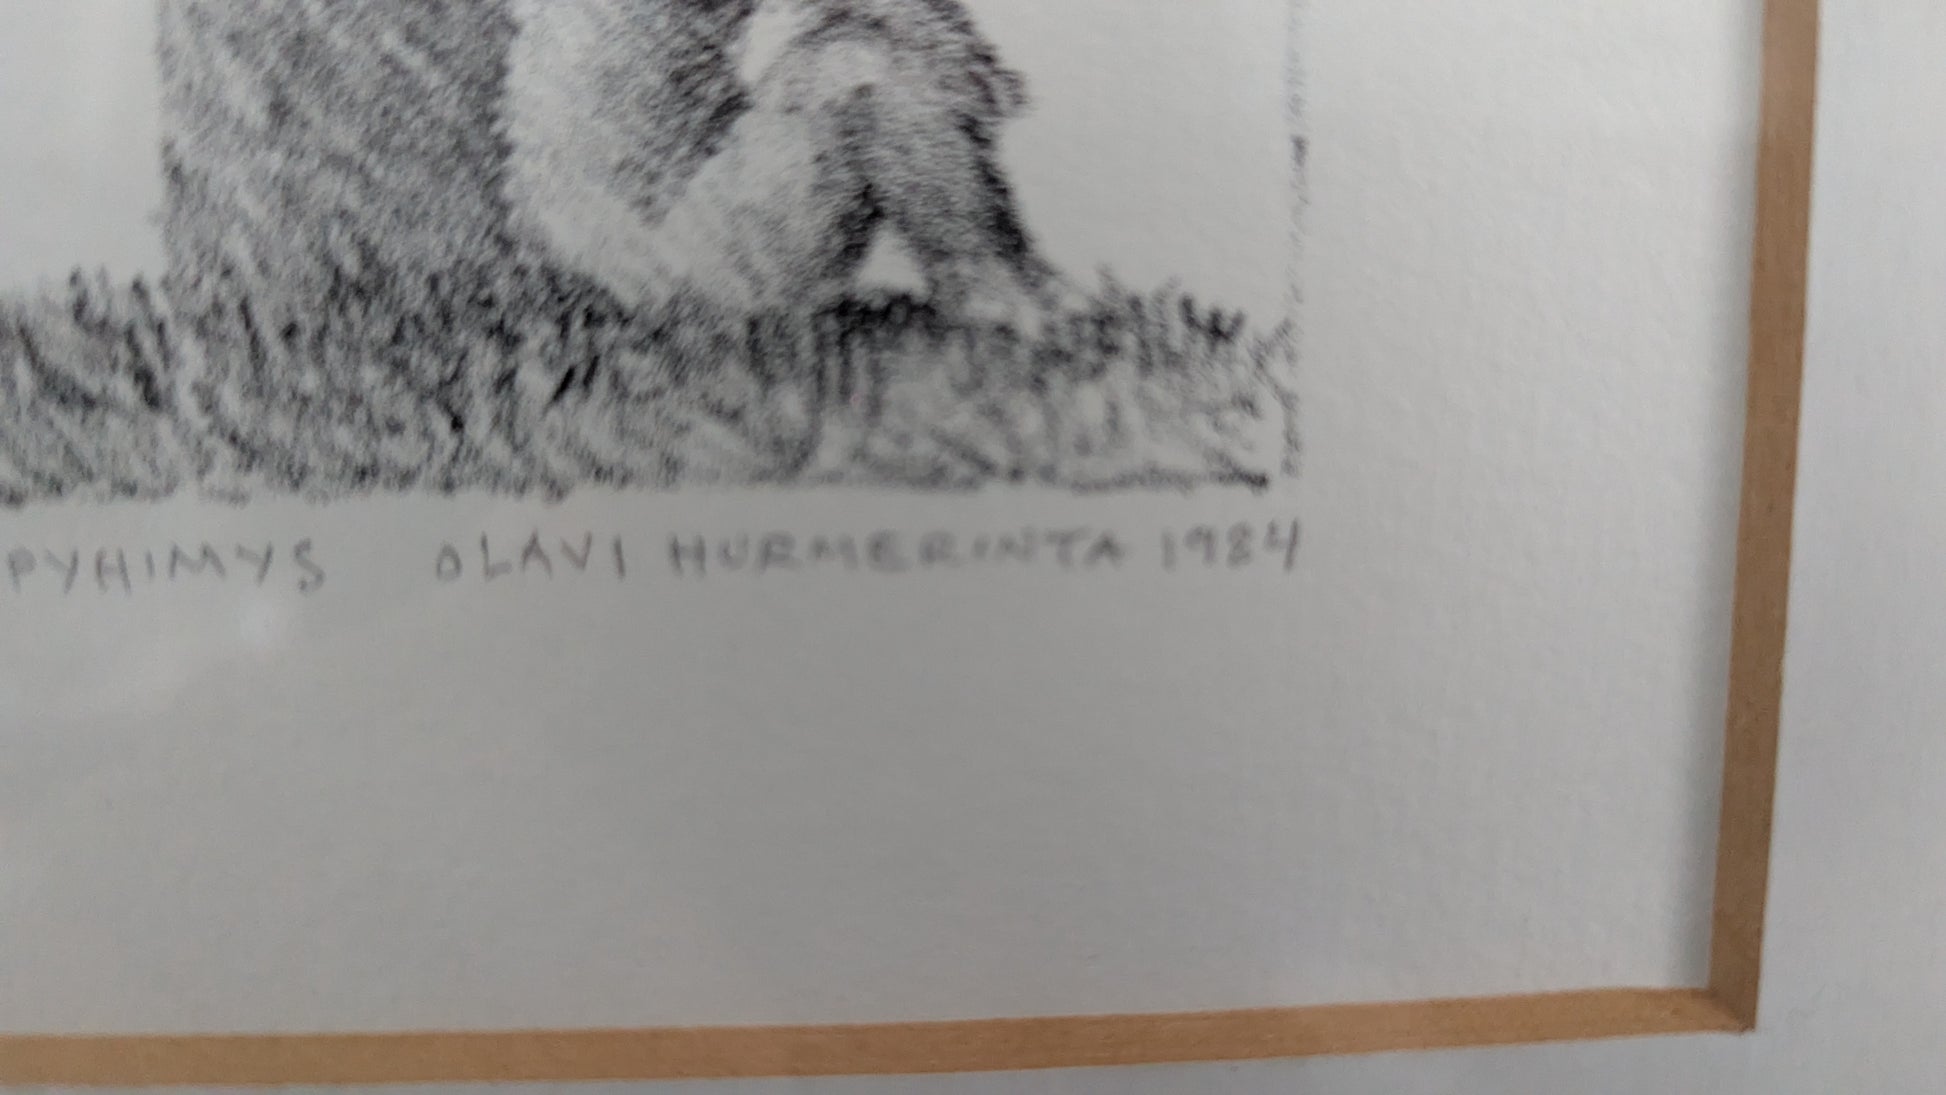 PYHIMYS OLAVI HURMERINTA 1984